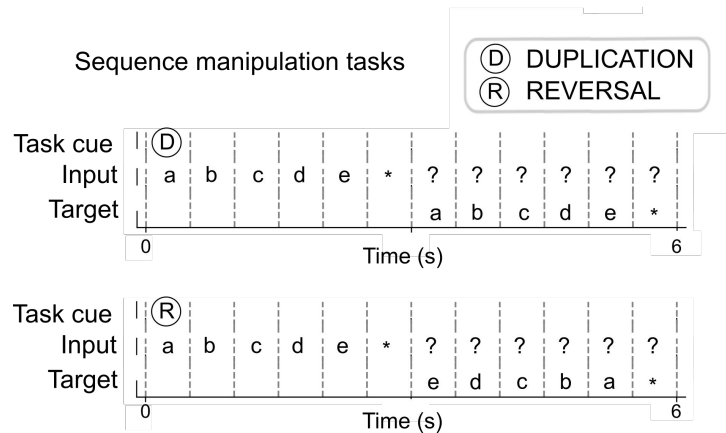 Sequence manipulation tasks
D DUPLICATION
R REVERSAL
Task cue D
Input a b c d e * ? ? ? ? ? ?
Target a b c d e *
0 6
Time (s)
Task cue R
Input a b c d e * ? ? ? ? ? ?
Target e d c b a *
0 6
Time (s)